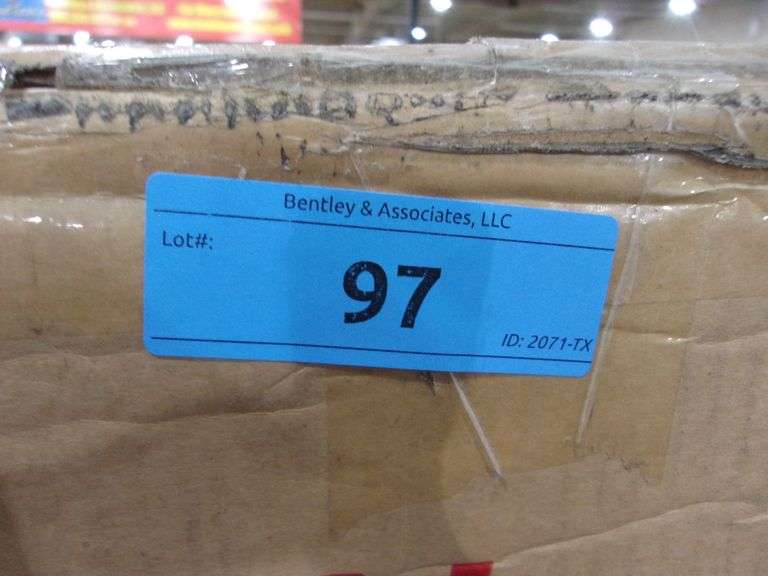 Bentley & Associates, LLC
Lot#:
97
ID: 2071-TX